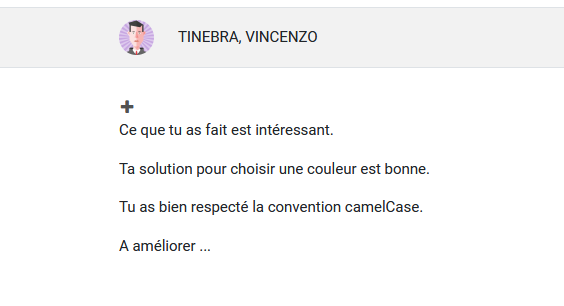 TINEBRA, VINCENZO
+
Ce que tu as fait est intéressant.
Ta solution pour choisir une couleur est bonne.
Tu as bien respecté la convention camelCase.
A améliorer ...